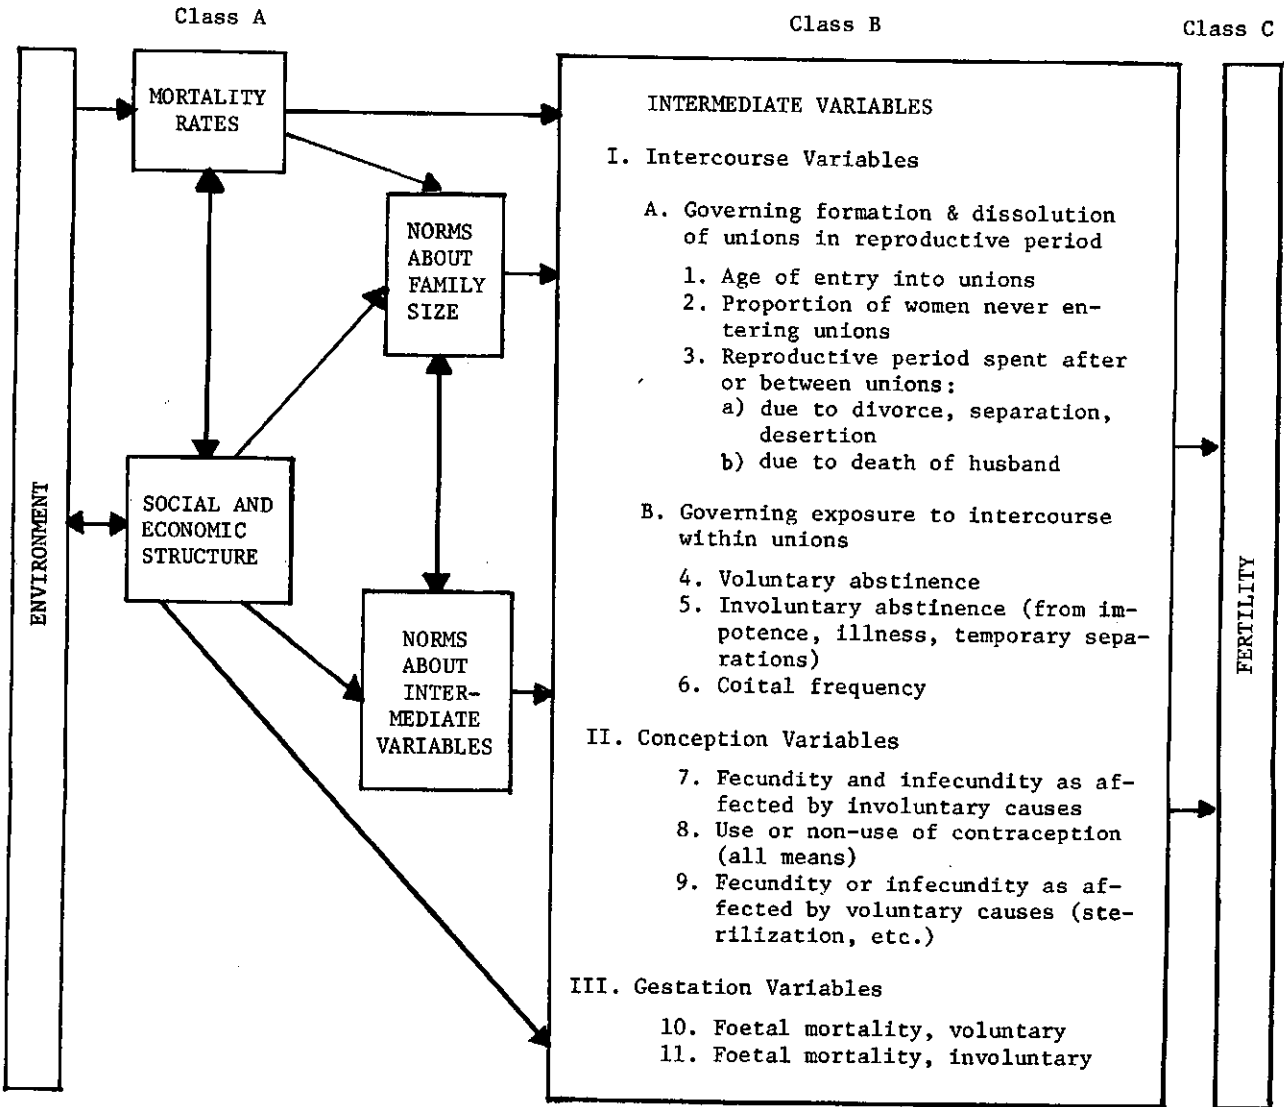 Class A
Class B
Class C
ENVIRONMENT
MORTALITY
RATES
NORMS
ABOUT
FAMILY
SIZE
SOCIAL AND
ECONOMIC
STRUCTURE
NORMS
ABOUT
INTER-
MEDIATE
VARIABLES
INTERMEDIATE VARIABLES
I. Intercourse Variables
A. Governing formation & dissolution
of unions in reproductive period
1. Age of entry into unions
2. Proportion of women never en-
tering unions
3. Reproductive period spent after
or between unions:
a) due to divorce, separation,
desertion
b) due to death of husband
B. Governing exposure to intercourse
within unions
4. Voluntary abstinence
5. Involuntary abstinence (from im-
potence, illness, temporary sepa-
rations)
6. Coital frequency
II. Conception Variables
7. Fecundity and infecundity as af-
fected by involuntary causes
8. Use or non-use of contraception
(all means)
9. Fecundity or infecundity as af-
fected by voluntary causes (ste-
rilization, etc.)
III. Gestation Variables
10. Foetal mortality, voluntary
11. Foetal mortality, involuntary
FERTILITY